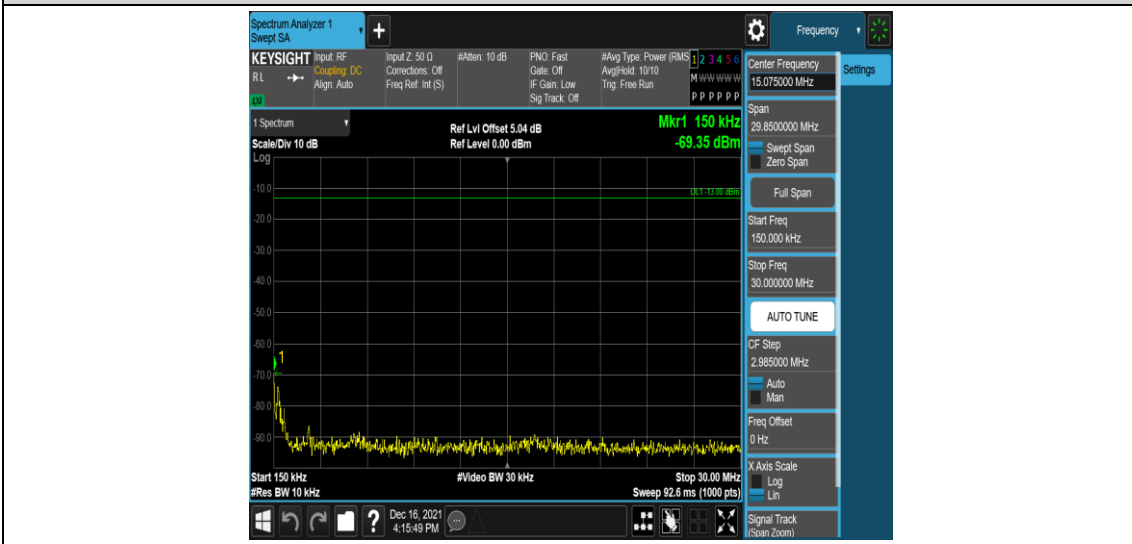 Spectrum Analyzer 1
Swept SA
+
Frequency
KEYSIGHT
RL
LXI
Input: RF
Coupling: DC
Align: Auto
Input Z: 50 Ω
Corrections: Off
Freq Ref: Int (S)
#Atten: 10 dB
PNO: Fast
Gate: Off
IF Gain: Low
Sig Track: Off
#Avg Type: Power (RMS
Avg|Hold: 10/10
Trig: Free Run
1 2 3 4 5 6
M W W W W W
P P P P P P
1 Spectrum
Scale/Div 10 dB
Log
Ref Lvl Offset 5.04 dB
Ref Level 0.00 dBm
Mkr1 150 kHz
-69.35 dBm
DL1 -13.00 dBm
-10.0
-20.0
-30.0
-40.0
-50.0
-60.0
1
-70.0
-80.0
-90.0
Start 150 kHz
#Video BW 30 kHz
Stop 30.00 MHz
#Res BW 10 kHz
Sweep 92.6 ms (1000 pts)
?
Dec 16, 2021
4:15:49 PM
Center Frequency
15.075000 MHz
Settings
Span
29.8500000 MHz
Swept Span
Zero Span
Full Span
Start Freq
150.000 kHz
Stop Freq
30.000000 MHz
AUTO TUNE
CF Step
2.985000 MHz
Auto
Man
Freq Offset
0 Hz
X Axis Scale
Log
Lin
Signal Track
(Span Zoom)